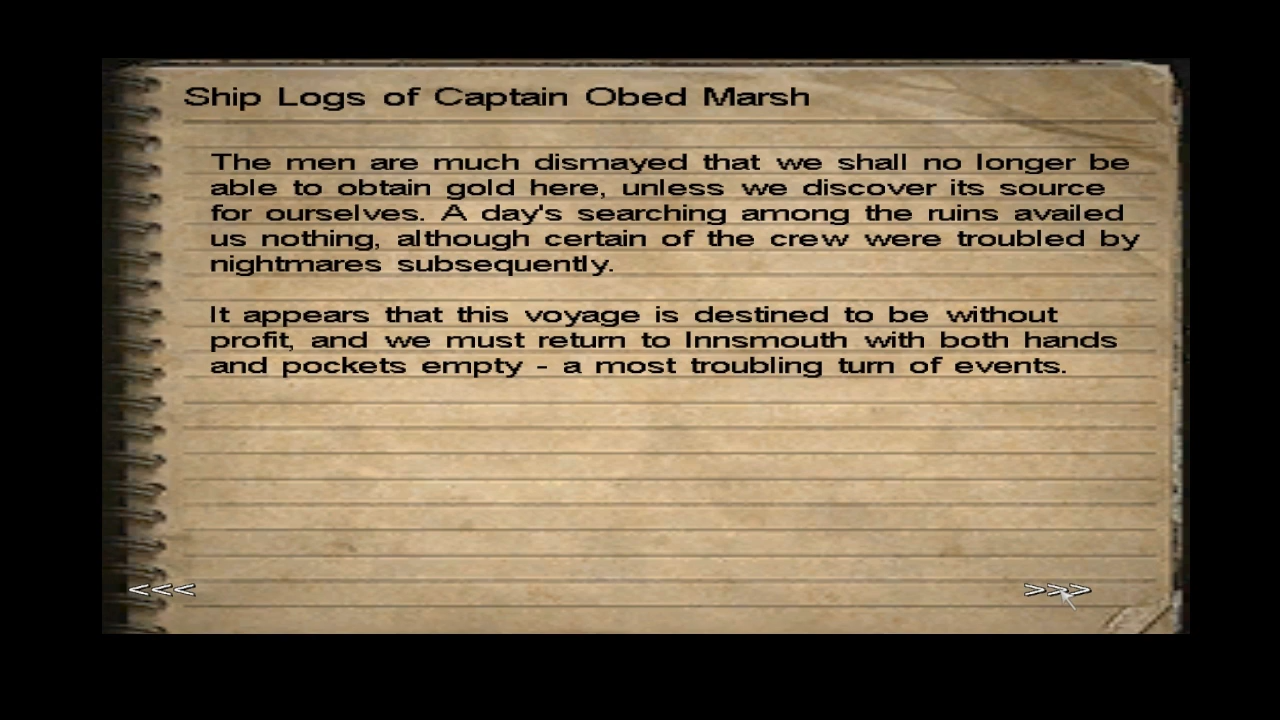 Ship Logs of Captain Obed Marsh
The men are much dismayed that we shall no longer be
able to obtain gold here, unless we discover its source
for ourselves. A day's searching among the ruins availed
us nothing, although certain of the crew were troubled by
nightmares subsequently.
It appears that this voyage is destined to be without
profit, and we must return to Innsmouth with both hands
and pockets empty - a most troubling turn of events.
<<< >>>